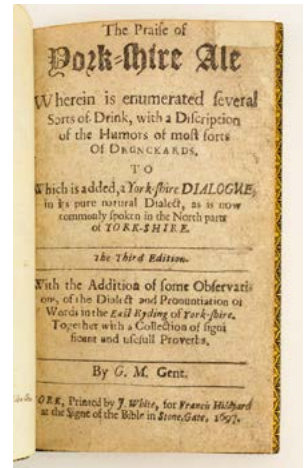 The Praise of
York-shire Ale
Wherein is enumerated several
Sorts of Drink, with a Discription
of the Humors of most sorts
Of DRUNCKARDS.
TO
Which is added, a York-shire DIALOGUE,
in its pure natural Dialect, as is now
commonly spoken in the North parts
of YORK-SHIRE.
The Third Edition.
With the Addition of some Observati
ons, of the Dialect and Pronuntiation of
Words in the East Ryding of York-shire.
Together with a Collection of signi
ficant and usefull Proverbs.
By G. M. Gent.
YORK, Printed by J. White, for Francis Hildyard
at the Signe of the Bible in Stone-Gate, 1697.